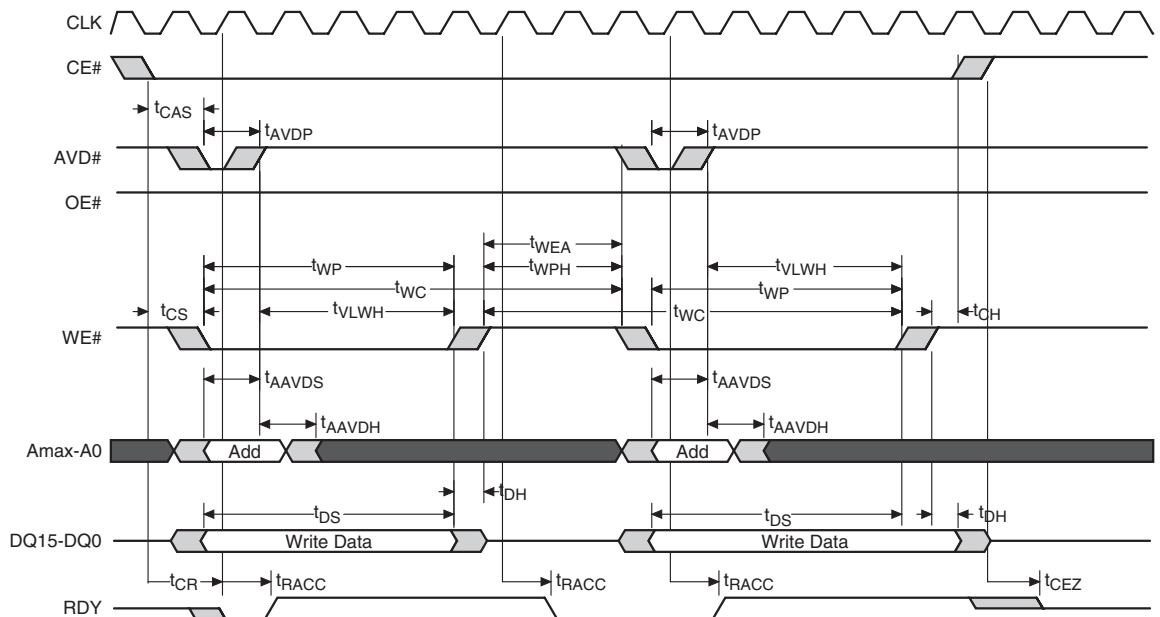 CLK
CE#
tCAS
tAVDP tAVDP
AVD#
OE#
tWEA
tWP tWPH tVLWH
tWC tWP
tCS tVLWH tWC tCH
WE#
tAAVDS tAAVDS
tAAVDH tAAVDH
Amax-A0 Add Add
tDH
tDS tDS tDH
DQ15-DQ0 Write Data Write Data
tCR tRACC tRACC tRACC tCEZ
RDY